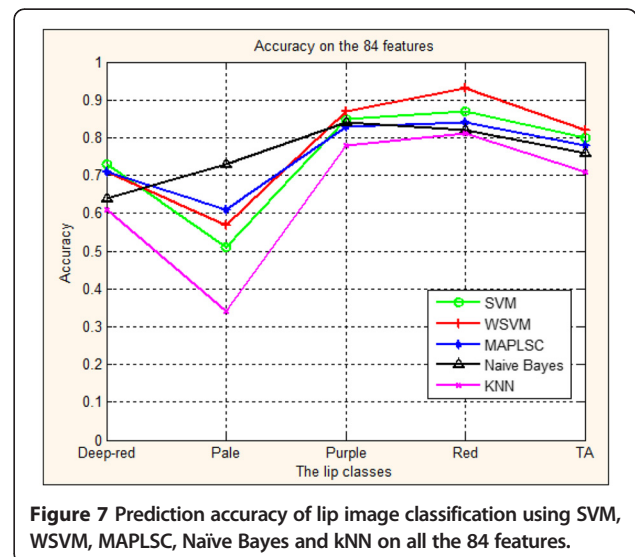 Accuracy on the 84 features
1
0.9
0.8
0.7
0.6
0.5
0.4
0.3
0.2
0.1
0
Accuracy
SVM
WSVM
MAPLSC
Naive Bayes
KNN
Deep-red Pale Purple Red TA
The lip classes
Figure 7 Prediction accuracy of lip image classification using SVM,
WSVM, MAPLSC, Naïve Bayes and kNN on all the 84 features.